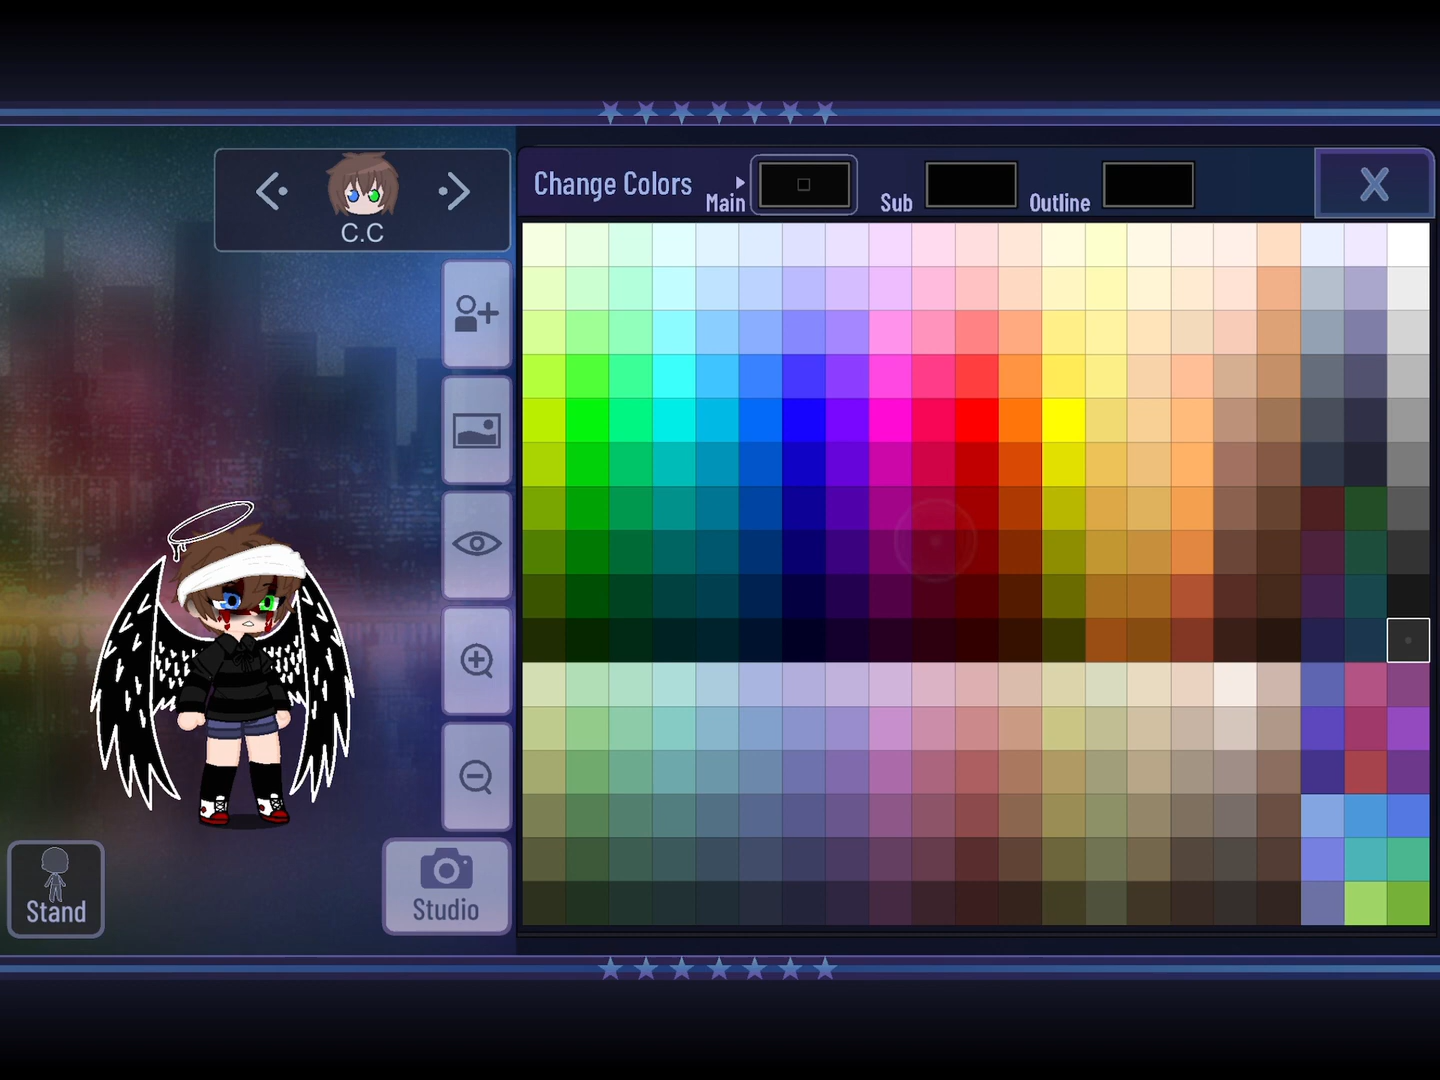 C.C
Change Colors
Main
Sub
Outline
X
Stand
Studio